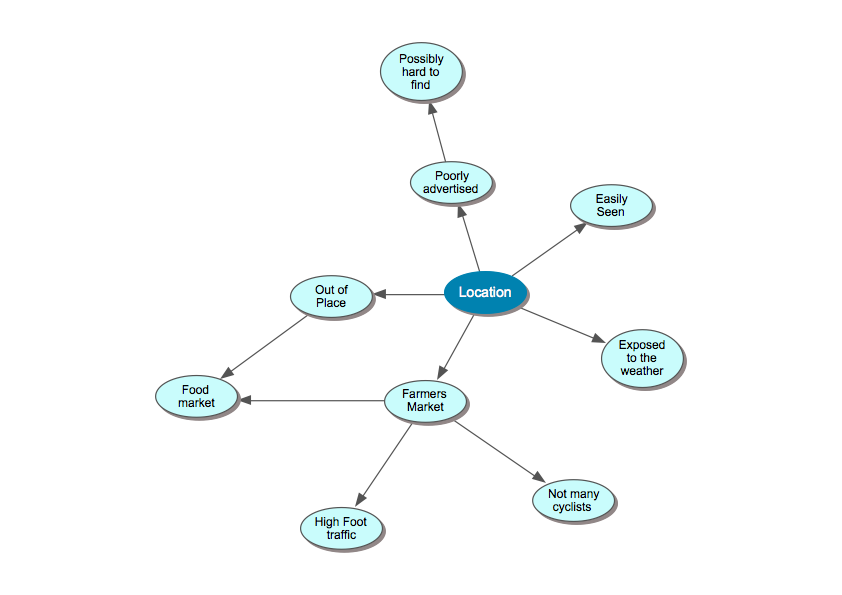 Possibly
hard to
find
Poorly
advertised
Easily
Seen
Location
Out of
Place
Exposed
to the
weather
Food
market
Farmers
Market
Not many
cyclists
High Foot
traffic